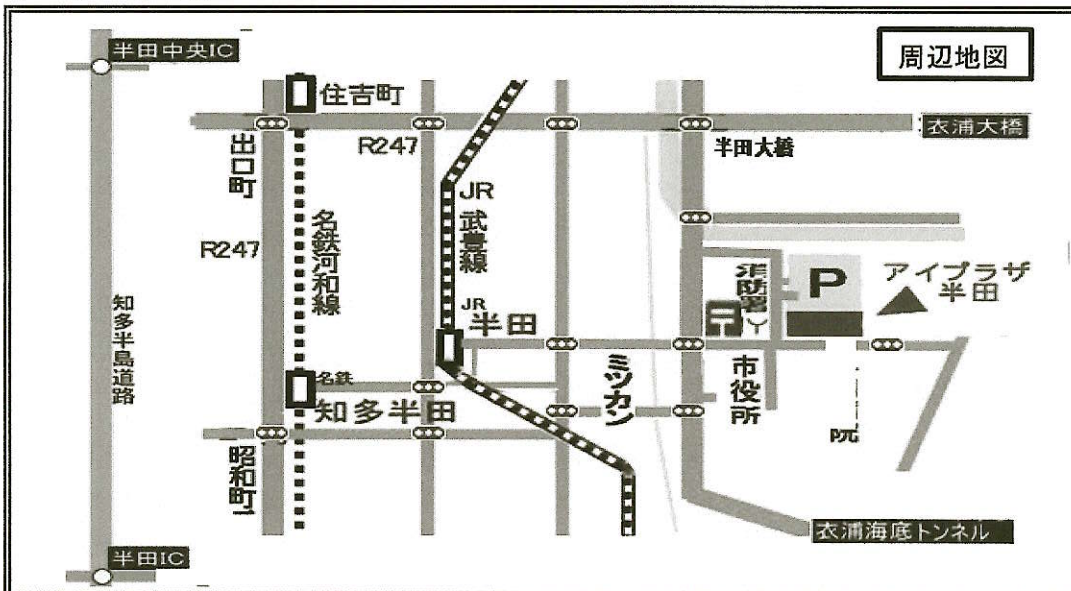 半田中央IC
周辺地図
住吉町
衣浦大橋
R247
半田大橋
出口町
JR
武豊線
名鉄河和線
R247
消防署
P
アイプラザ
半田
知多半島道路
JR
半田
〒
ミツカン
市役所
名鉄
知多半田
院
昭和町
衣浦海底トンネル
半田IC